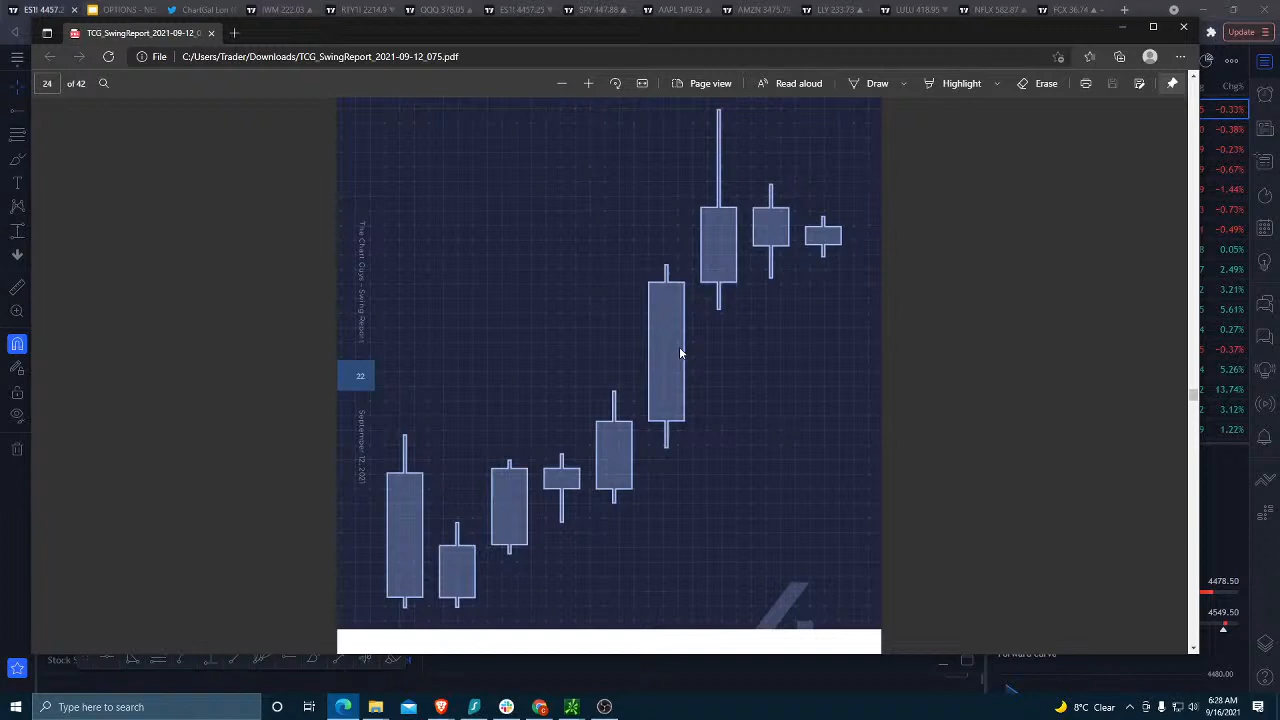 ES1! 4457.2
OPTIONS - NE
ChartGal Lon
IWM 222.03
RTY1! 2214.9
QQQ 378.05
ES1! 4457.25
SPY 447.88
AAPL 149.08
AMZN 3475.7
LLY 233.73
LULU 418.95
NFLX 582.87
FCX 36.74
TCG_SwingReport_2021-09-12_0
Update
File
C:/Users/Trader/Downloads/TCG_SwingReport_2021-09-12_075.pdf
24
of 42
Page view
Read aloud
Draw
Highlight
Erase
Chg%
-0.33%
-0.38%
-0.23%
-0.67%
-1.44%
-0.73%
-0.49%
0.05%
2.49%
3.21%
5.61%
0.27%
-0.37%
5.26%
13.74%
3.12%
1.22%
The Chart Guys - Swing Report
22
September 12, 2021
4478.50
4549.50
Stock
Forward curve
4480.00
Type here to search
8°C Clear
6:28 AM
9/16/2021